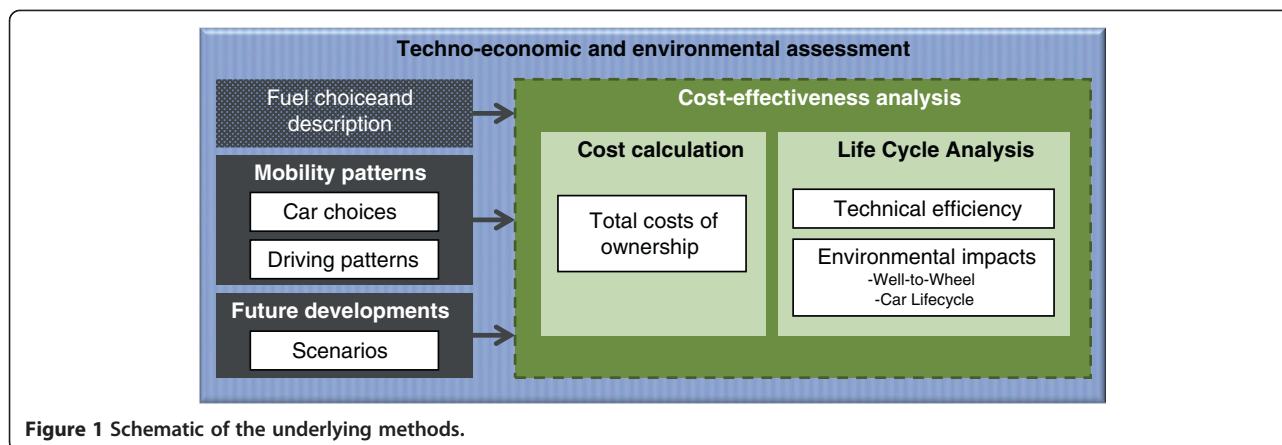 Techno-economic and environmental assessment
Fuel choiceand
description
Mobility patterns
Car choices
Driving patterns
Future developments
Scenarios
Cost-effectiveness analysis
Cost calculation
Total costs of
ownership
Life Cycle Analysis
Technical efficiency
Environmental impacts
-Well-to-Wheel
-Car Lifecycle
Figure 1 Schematic of the underlying methods.